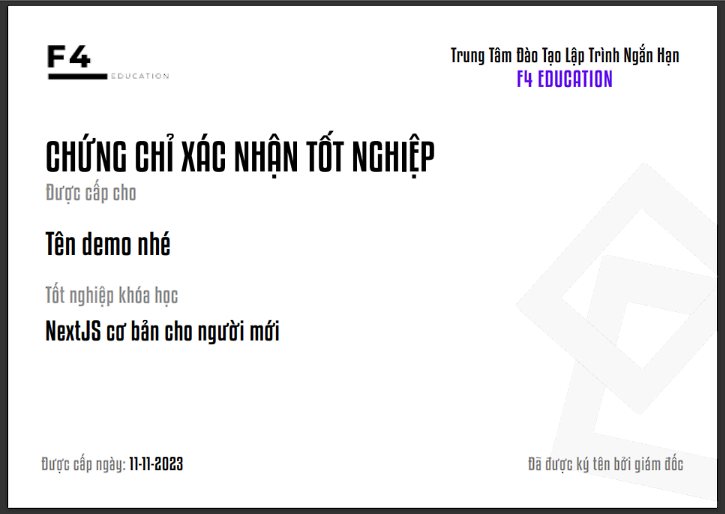 F4
EDUCATION
Trung Tâm Đào Tạo Lập Trình Ngắn Hạn
F4 EDUCATION
CHỨNG CHỈ XÁC NHẬN TỐT NGHIỆP
Được cấp cho
Tên demo nhé
Tốt nghiệp khóa học
NextJS cơ bản cho người mới
Được cấp ngày: 11-11-2023
Đã được ký tên bởi giám đốc